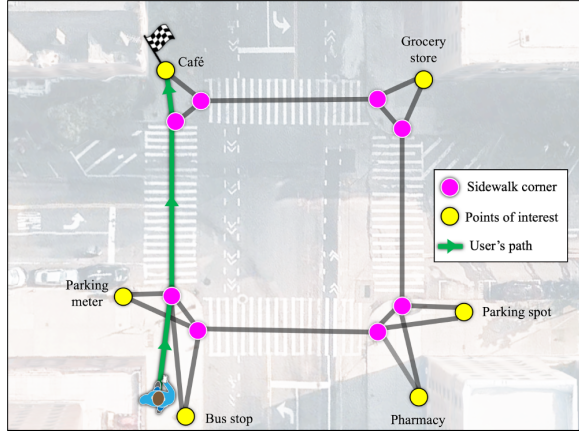 Café
Grocery
store
Sidewalk corner
Points of interest
User's path
Parking
meter
Parking spot
Bus stop
Pharmacy